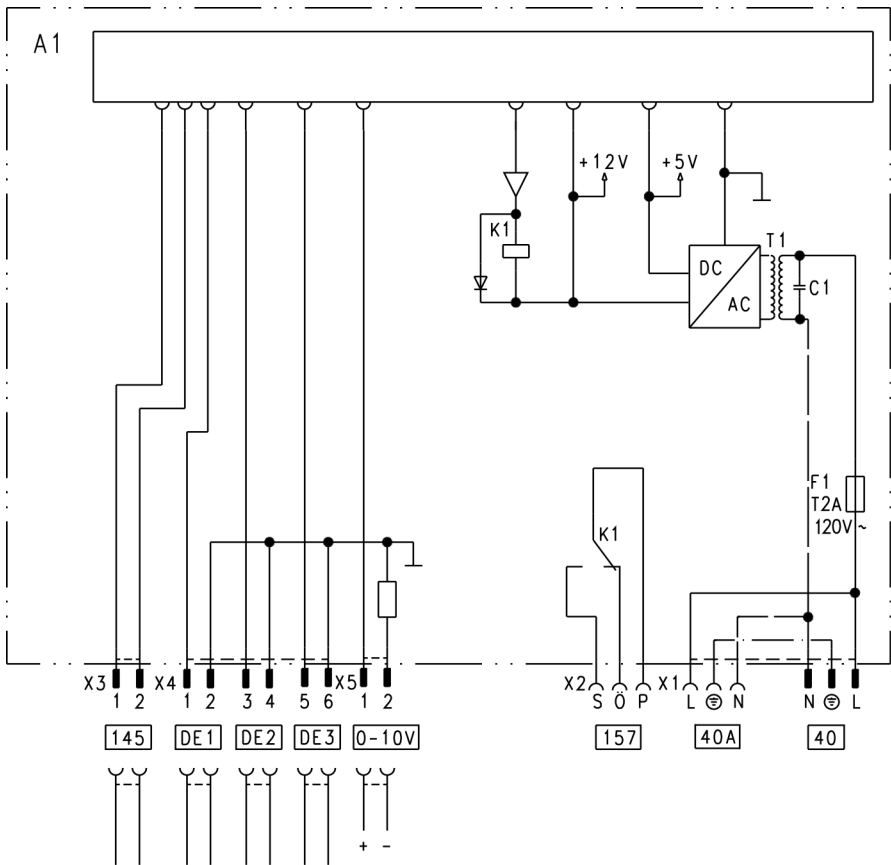 A1
+12V
+5V
K1
T1
DC
AC
C1
F1
T2A
120V ~
K1
X3
X4
X5
X2
X1
1 2 1 2 3 4 5 6 1 2 S Ö P L N N L
145 DE1 DE2 DE3 0-10V 157 40A 40
+ -